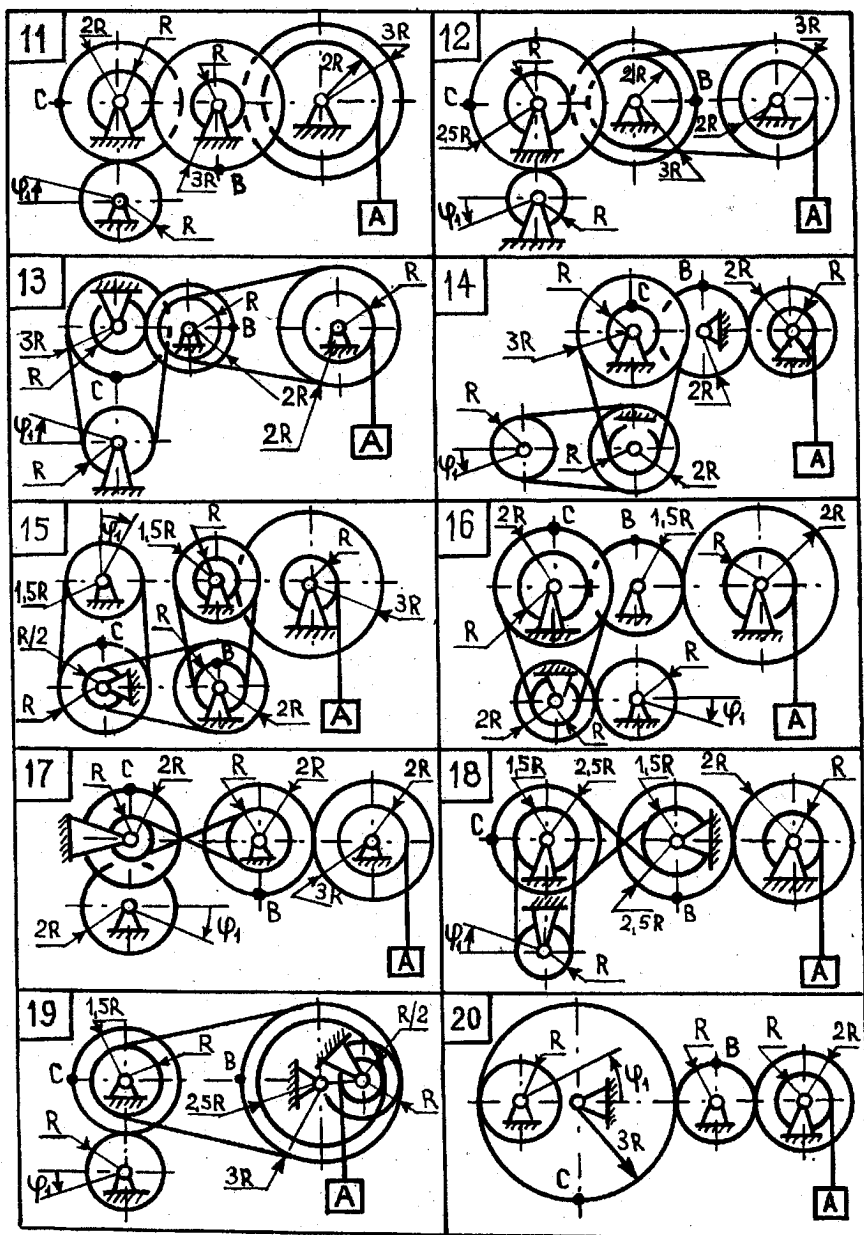 11
2R R
2R 3R
R
C
3R B
φ₁
R
A
12
R 2R B 3R
C
2,5R 3R 2R
φ₁
R
A
13
R
R
3R B
R C
2R
φ₁ 2R
R
A
14
R C B 2R R
3R
R 2R
φ₁
R 2R
A
15
φ₁ 1,5R R
R
1,5R
3R
R/2 C R B
R 2R
A
16
2R C B 1,5R 2R
R
R
R
2R R φ₁
A
17
R C 2R R 2R 2R
3R
2R φ₁ B
A
18
1,5R 2,5R 1,5R 2R R
C
B
2,5R
φ₁
R
A
19
1,5R R/2
R B
C
2,5R R
R
3R
φ₁
A
20
R φ₁ R B R 2R
3R
C
A